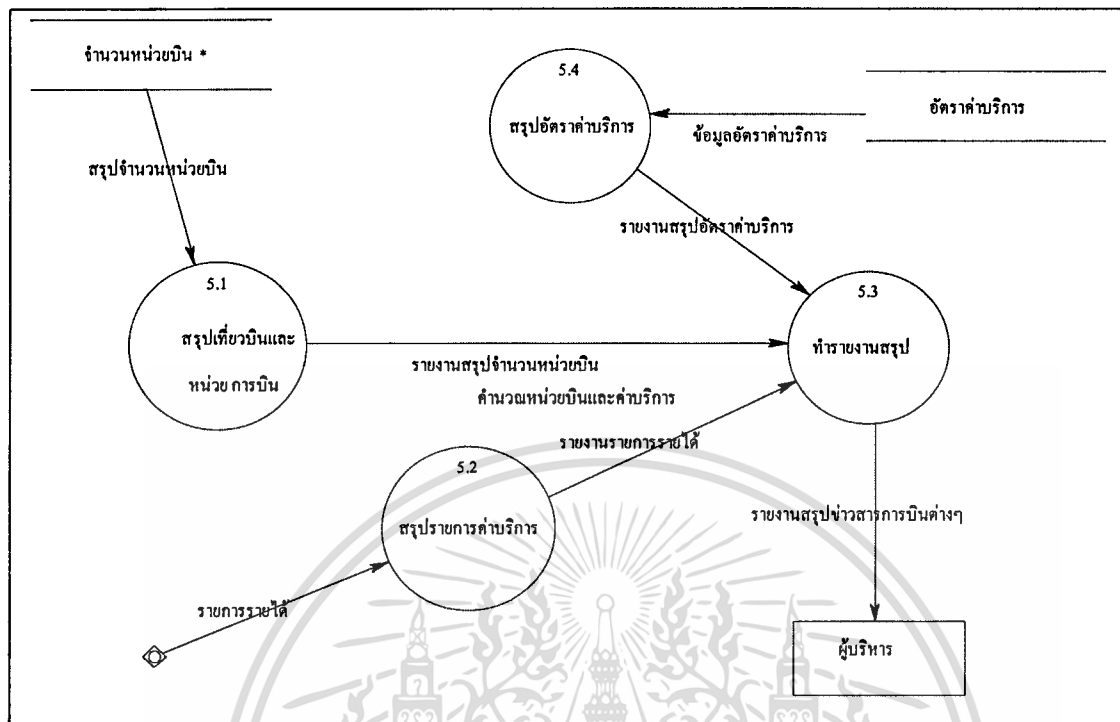 จำนวนหน่วยบิน *
5.4
สรุปอัตราค่าบริการ
อัตราค่าบริการ
ข้อมูลอัตราค่าบริการ
สรุปจำนวนหน่วยบิน
รายงานสรุปอัตราค่าบริการ
5.1
สรุปเที่ยวบินและ
หน่วย การบิน
5.3
ทำรายงานสรุป
รายงานสรุปจำนวนหน่วยบิน
คำนวณหน่วยบินและค่าบริการ
รายงานรายการรายได้
5.2
สรุปรายการค่าบริการ
รายงานสรุปข่าวสารการบินต่างๆ
รายการรายได้
ผู้บริหาร